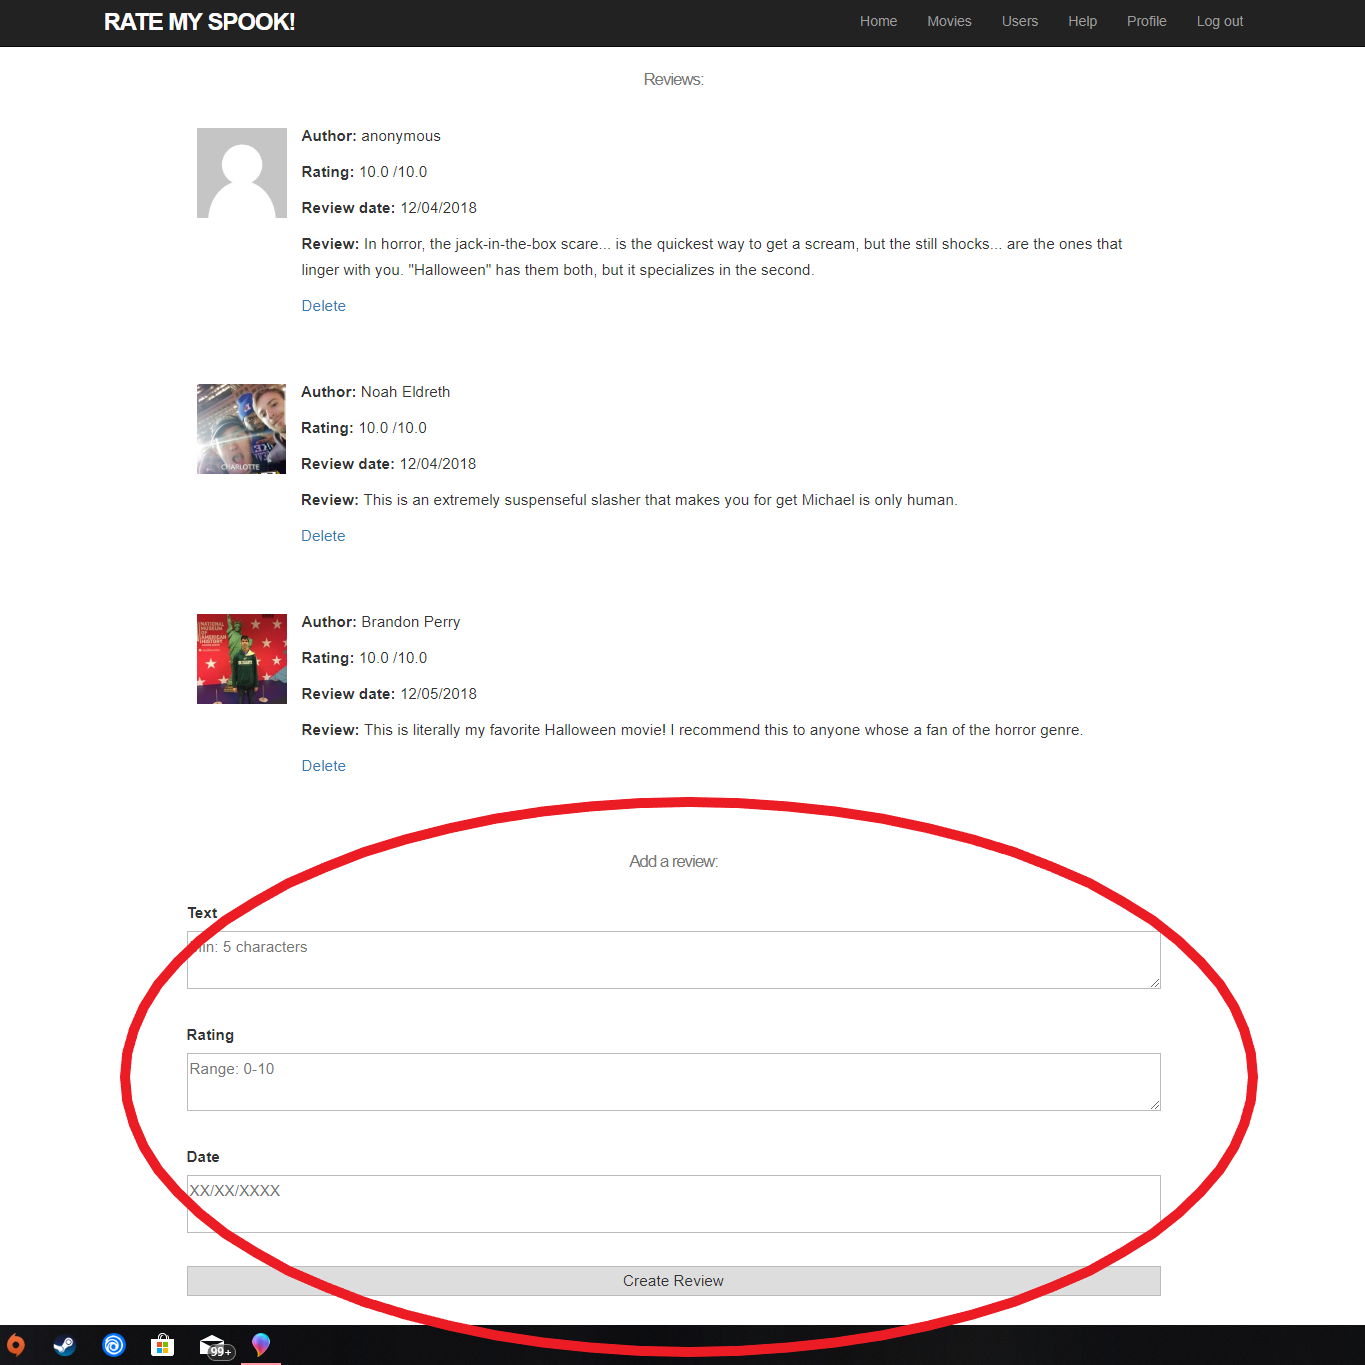 RATE MY SPOOK!
Home Movies Users Help Profile Log out
Reviews:
Author: anonymous
Rating: 10.0 /10.0
Review date: 12/04/2018
Review: In horror, the jack-in-the-box scare... is the quickest way to get a scream, but the still shocks... are the ones that
linger with you. "Halloween" has them both, but it specializes in the second.
Delete
CHARLOTTE
Author: Noah Eldreth
Rating: 10.0 /10.0
Review date: 12/04/2018
Review: This is an extremely suspenseful slasher that makes you for get Michael is only human.
Delete
NATIONAL
MUSEUM
OF
AMERICAN
HISTORY
Author: Brandon Perry
Rating: 10.0 /10.0
Review date: 12/05/2018
Review: This is literally my favorite Halloween movie! I recommend this to anyone whose a fan of the horror genre.
Delete
Add a review:
Text
Min: 5 characters
Rating
Range: 0-10
Date
XX/XX/XXXX
Create Review
99+